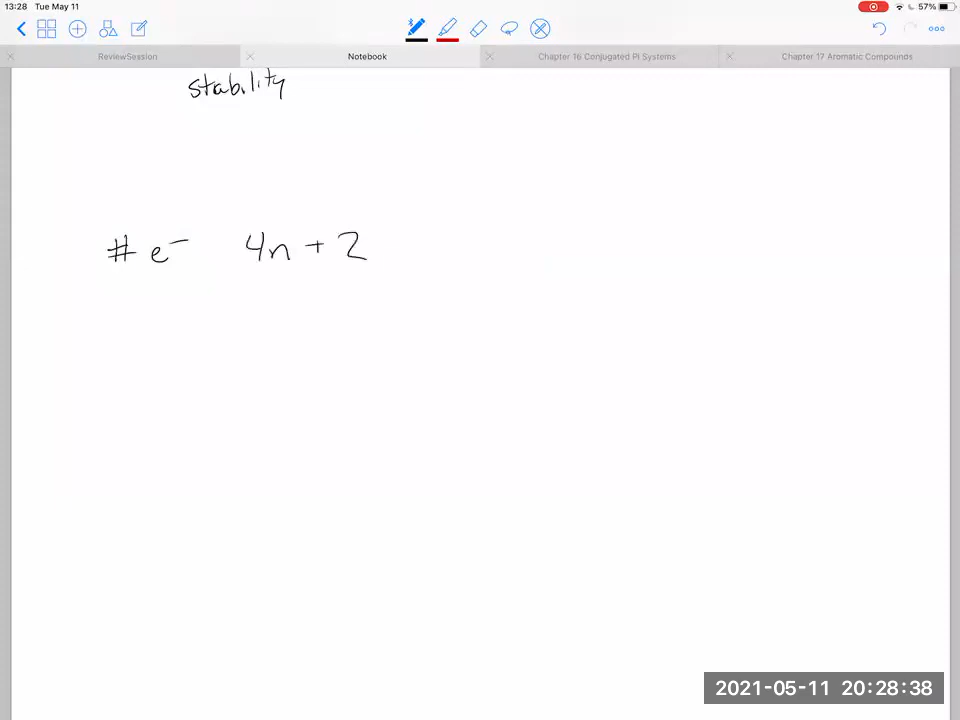 13:28 Tue May 11 57%
ReviewSession Notebook Chapter 16 Conjugated Pi Systems Chapter 17 Aromatic Compounds
stability
# e⁻ 4n + 2
2021-05-11 20:28:38